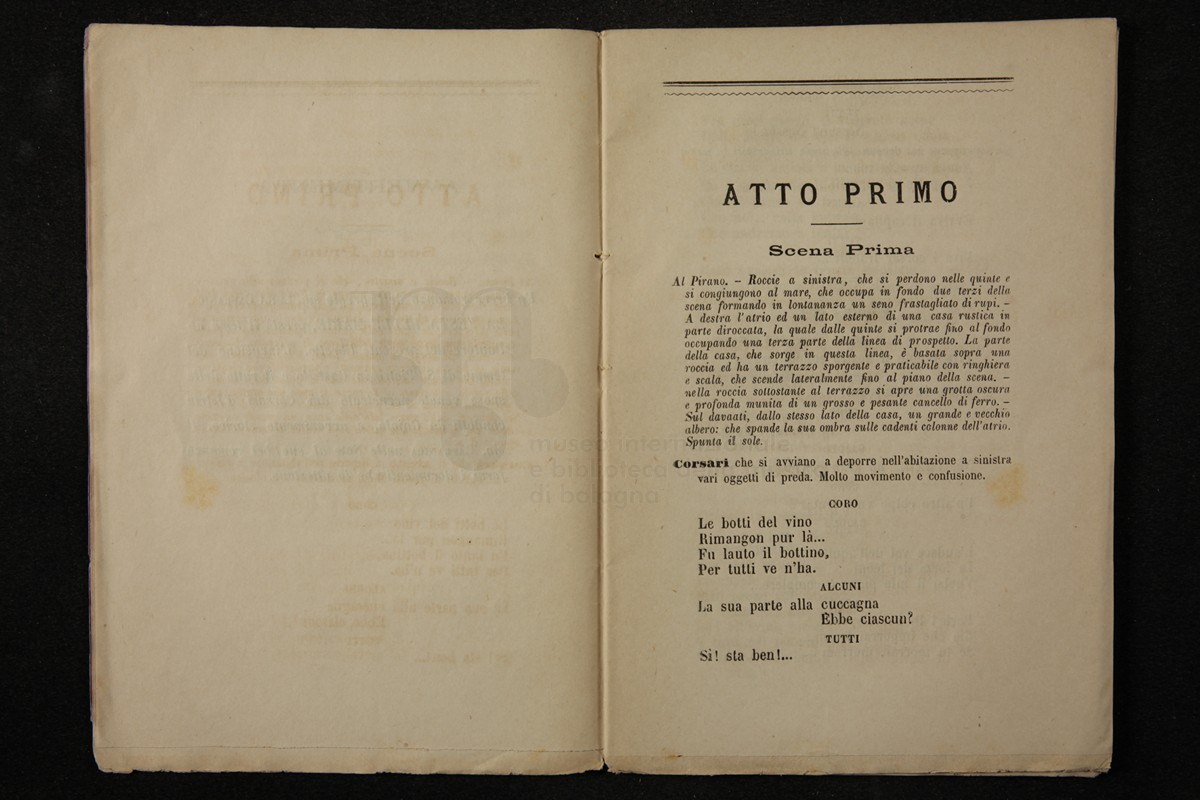 ATTO PRIMO
Scena Prima
Al Pirano. – Roccie a sinistra, che si perdono nelle quinte e
si congiungono al mare, che occupa in fondo due terzi della
scena formando in lontananza un seno frastagliato di rupi. –
A destra l'atrio ed un lato esterno di una casa rustica in
parte diroccata, la quale dalle quinte si protrae fino al fondo
occupando una terza parte della linea di prospetto. La parte
della casa, che sorge in questa linea, è basata sopra una
roccia ed ha un terrazzo sporgente e praticabile con ringhiera
e scala, che scende lateralmente fino al piano della scena. –
nella roccia sottostante al terrazzo si apre una grotta oscura
e profonda munita di un grosso e pesante cancello di ferro. –
Sul davaati, dallo stesso lato della casa, un grande e vecchio
albero: che spande la sua ombra sulle cadenti colonne dell'atrio.
Spunta il sole.
Corsari che si avviano a deporre nell'abitazione a sinistra
vari oggetti di preda. Molto movimento e confusione.
CORO
Le botti del vino
Rimangon pur là...
Fu lauto il bottino,
Per tutti ve n'ha.
ALCUNI
La sua parte alla cuccagna
Ebbe ciascun?
TUTTI
Sì! sta ben!...
museo internazionale
e biblioteca
di bologna